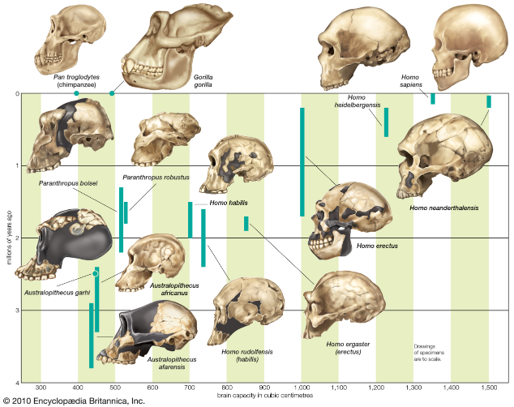 Pan troglodytes
(chimpanzee)
Gorilla
gorilla
Homo
sapiens
Homo
heidelbergensis
0
Paranthropus boisei
Paranthropus robustus
Homo habilis
Homo neanderthalensis
1
millions of years ago
2
Homo erectus
Australopithecus garhi
Australopithecus
africanus
3
Australopithecus
afarensis
Homo rudolfensis
(habilis)
Homo ergaster
(erectus)
Drawings
of specimens
are to scale.
4
300 400 500 600 700 800 900 1,000 1,100 1,200 1,300 1,400 1,500
brain capacity in cubic centimetres
© 2010 Encyclopædia Britannica, Inc.